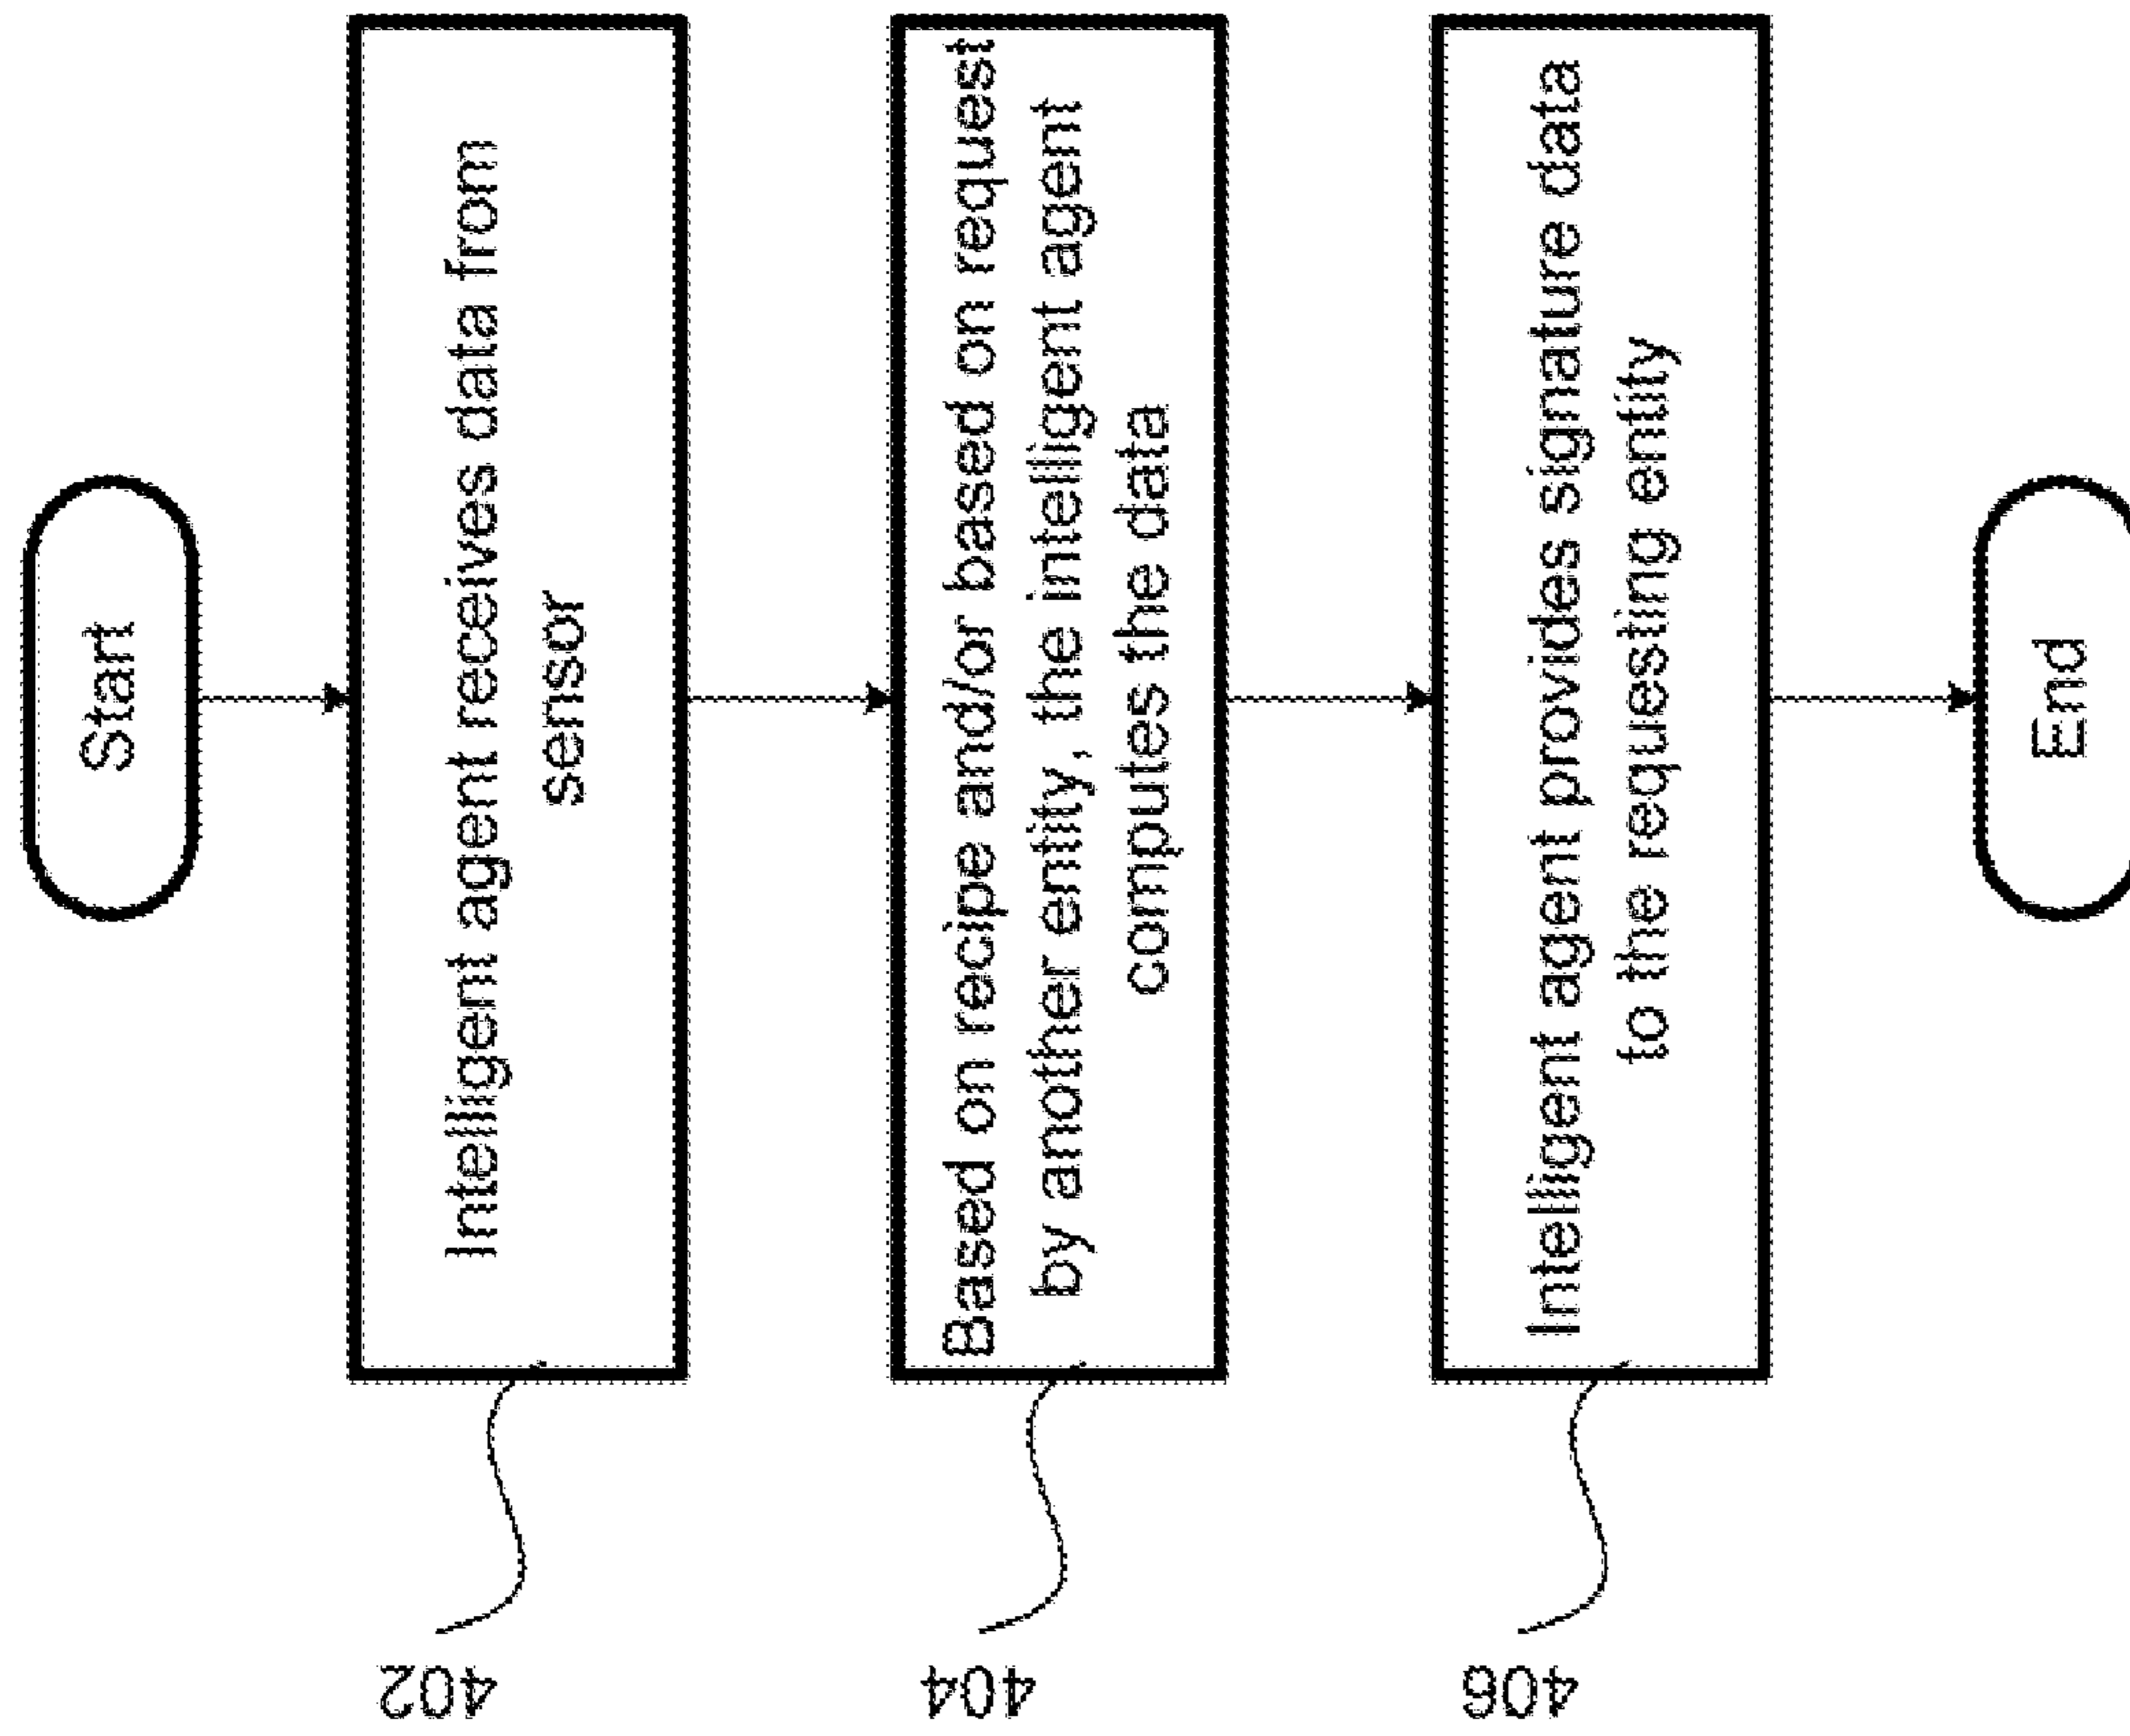 Start
402
Intelligent agent receives data from
sensor
404
Based on recipe and/or based on request
by another entity, the intelligent agent
computes the data
406
Intelligent agent provides signature data
to the requesting entity
End